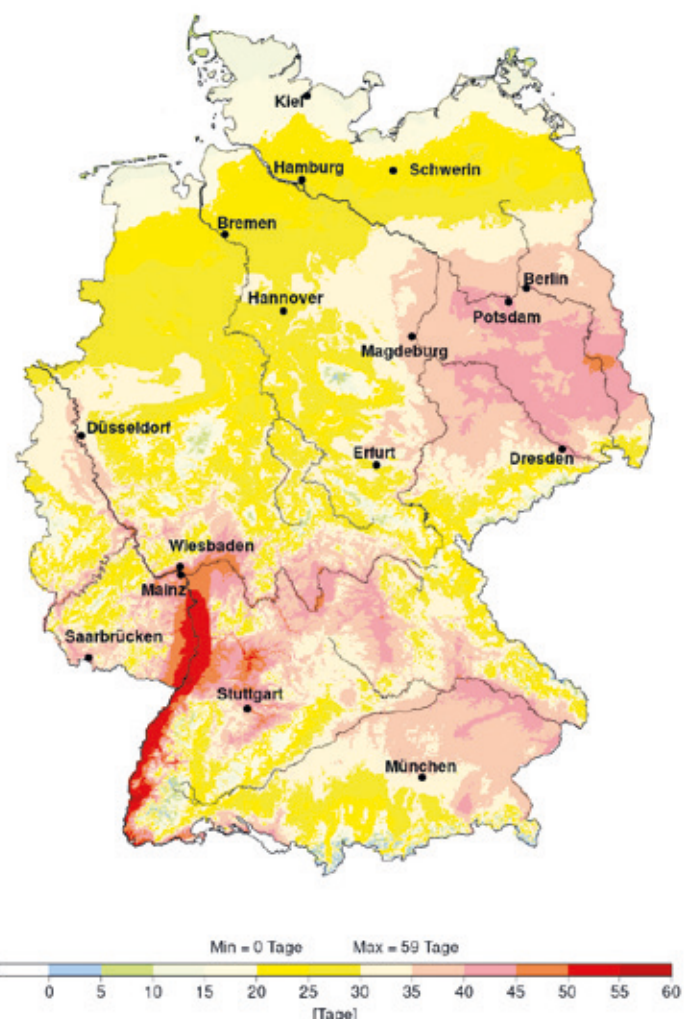 Kiel
Hamburg
Schwerin
Bremen
Berlin
Hannover
Potsdam
Magdeburg
Düsseldorf
Erfurt
Dresden
Wiesbaden
Mainz
Saarbrücken
Stuttgart
München
Min = 0 Tage Max = 59 Tage
0 5 10 15 20 25 30 35 40 45 50 55 60
[Tage]